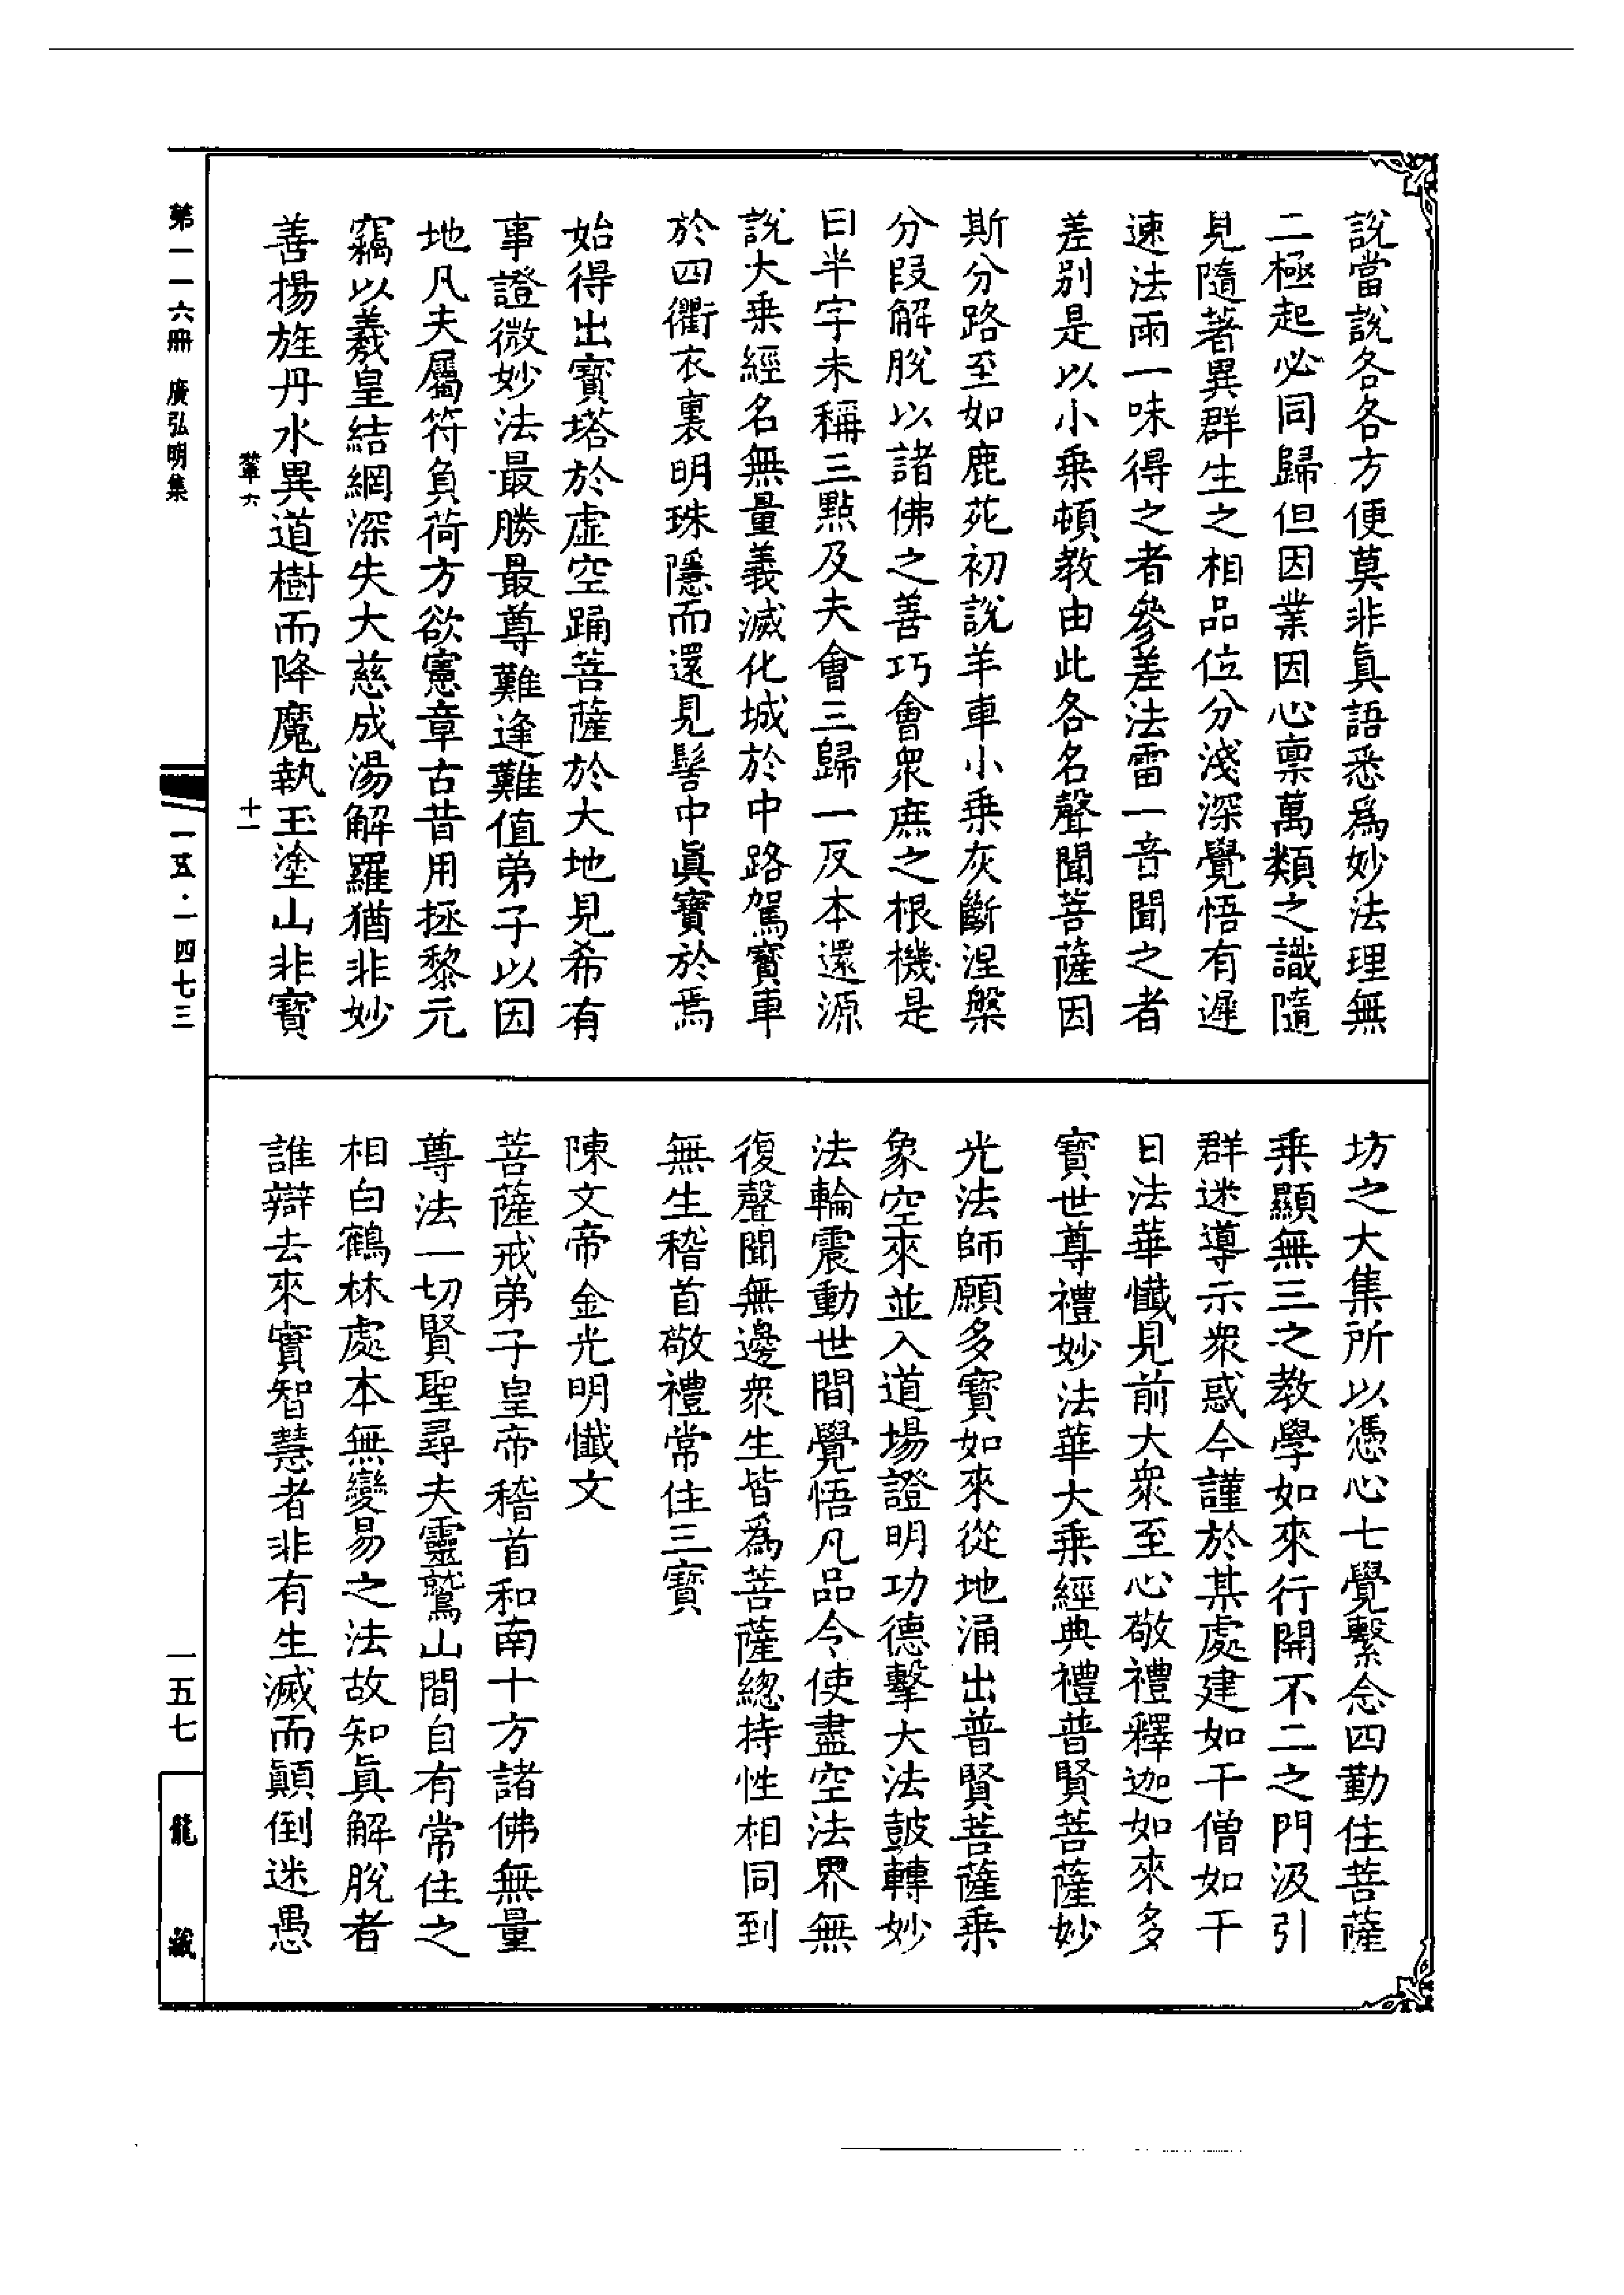 說當說各各方便莫非眞語悉爲妙法理無
二極起必同歸但因業因心稟萬類之識隨
見隨著異群生之相品位分淺深覺悟有遲
速法雨一味得之者參差法雷一音聞之者
差別是以小乗頓教由此各名聲聞菩薩因
斯分路至如鹿苑初說羊車小乗灰斷涅槃
分段解脫以諸佛之善巧會衆庶之根機是
曰半字未稱三點及夫會三歸一反本還源
說大乗經名無量義滅化城於中路駕寶車
於四衢衣裏明珠隱而還見髻中眞寶於焉
始得出寶塔於虛空踊菩薩於大地見希有
事證微妙法最勝最尊難逢難值弟子以因
地凡夫屬符負荷方欲憲章古昔用拯黎元
竊以羲皇結網深失大慈成湯解羅猶非妙
善揚旌丹水異道樹而降魔執玉塗山非寶
坊之大集所以憑心七覺繫念四勤住菩薩
乗顯無三之教學如來行開不二之門汲引
群迷導示衆惑今謹於某處建如干僧如干
日法華懺見前大衆至心敬禮釋迦如來多
寶世尊禮妙法華大乗經典禮普賢菩薩妙
光法師願多寶如來從地涌出普賢菩薩乗
象空來並入道場證明功德擊大法鼓轉妙
法輪震動世間覺悟凡品令使盡空法界無
復聲聞無邊衆生皆爲菩薩總持性相同到
無生稽首敬禮常住三寶
陳文帝金光明懺文
菩薩戒弟子皇帝稽首和南十方諸佛無量
尊法一切賢聖尋夫靈鷲山間自有常住之
相白鶴林處本無變易之法故知眞解脫者
誰辯去來實智慧者非有生滅而顛倒迷愚
十一
第一一六冊 廣弘明集
一五·一四七三
一五七
龍藏